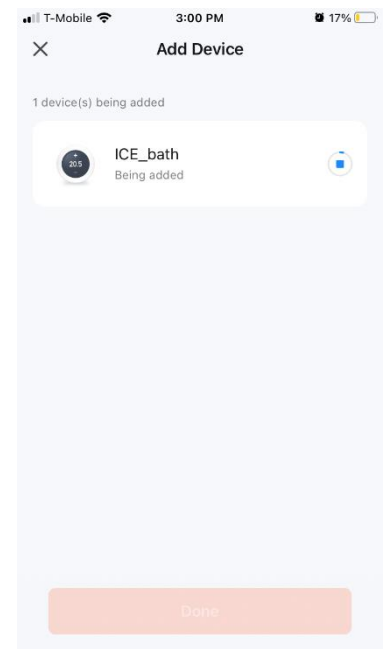 T-Mobile 3:00 PM 17%
Add Device
1 device(s) being added
ICE_bath
20.5
Being added
Done